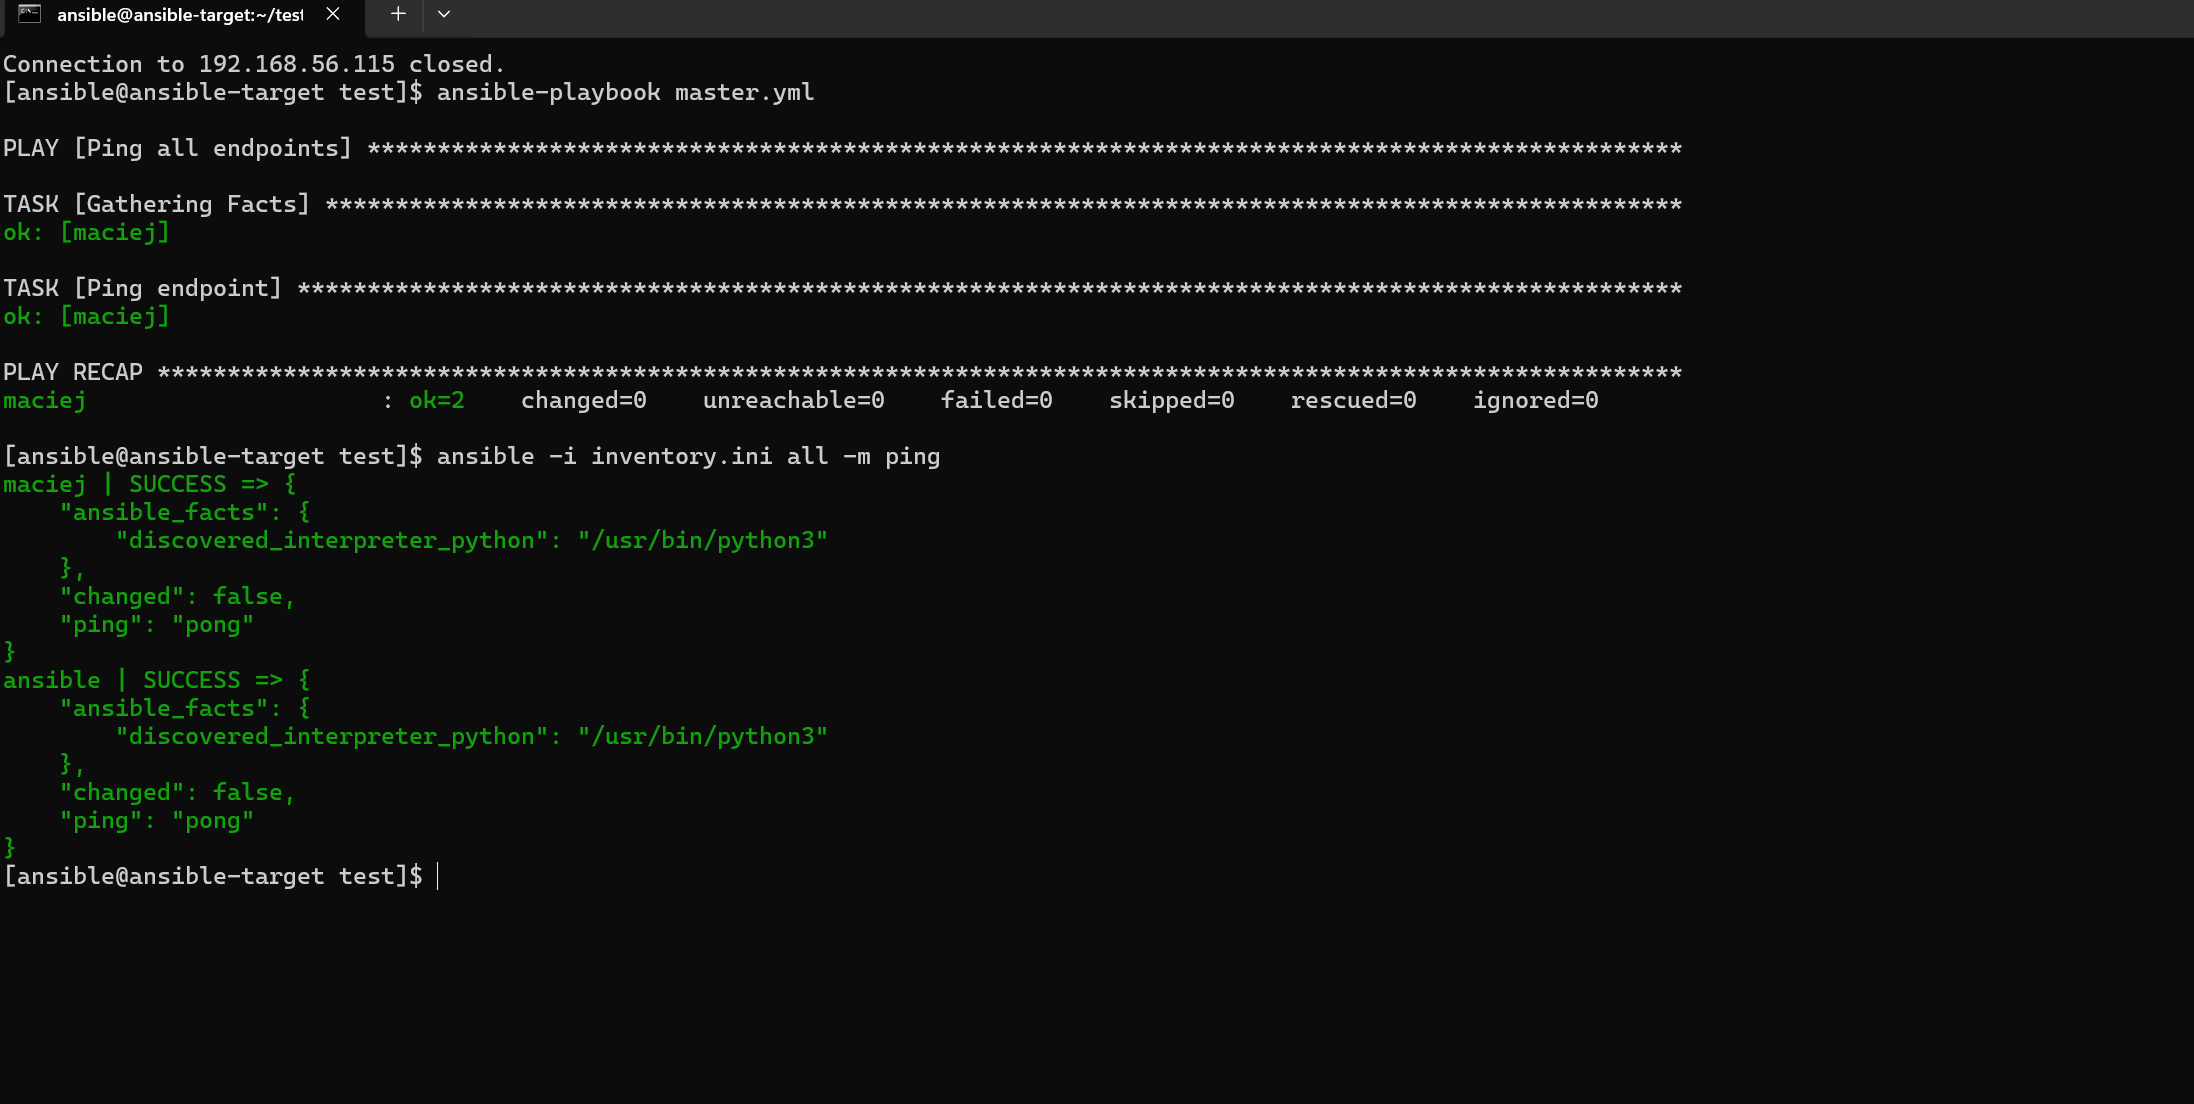 ansible@ansible-target:~/test
Connection to 192.168.56.115 closed.
[ansible@ansible-target test]$ ansible-playbook master.yml
PLAY [Ping all endpoints] **********************************************************************************************
TASK [Gathering Facts] *************************************************************************************************
ok: [maciej]
TASK [Ping endpoint] ***************************************************************************************************
ok: [maciej]
PLAY RECAP *************************************************************************************************************
maciej                     : ok=2    changed=0    unreachable=0    failed=0    skipped=0    rescued=0    ignored=0
[ansible@ansible-target test]$ ansible -i inventory.ini all -m ping
maciej | SUCCESS => {
    "ansible_facts": {
        "discovered_interpreter_python": "/usr/bin/python3"
    },
    "changed": false,
    "ping": "pong"
}
ansible | SUCCESS => {
    "ansible_facts": {
        "discovered_interpreter_python": "/usr/bin/python3"
    },
    "changed": false,
    "ping": "pong"
}
[ansible@ansible-target test]$